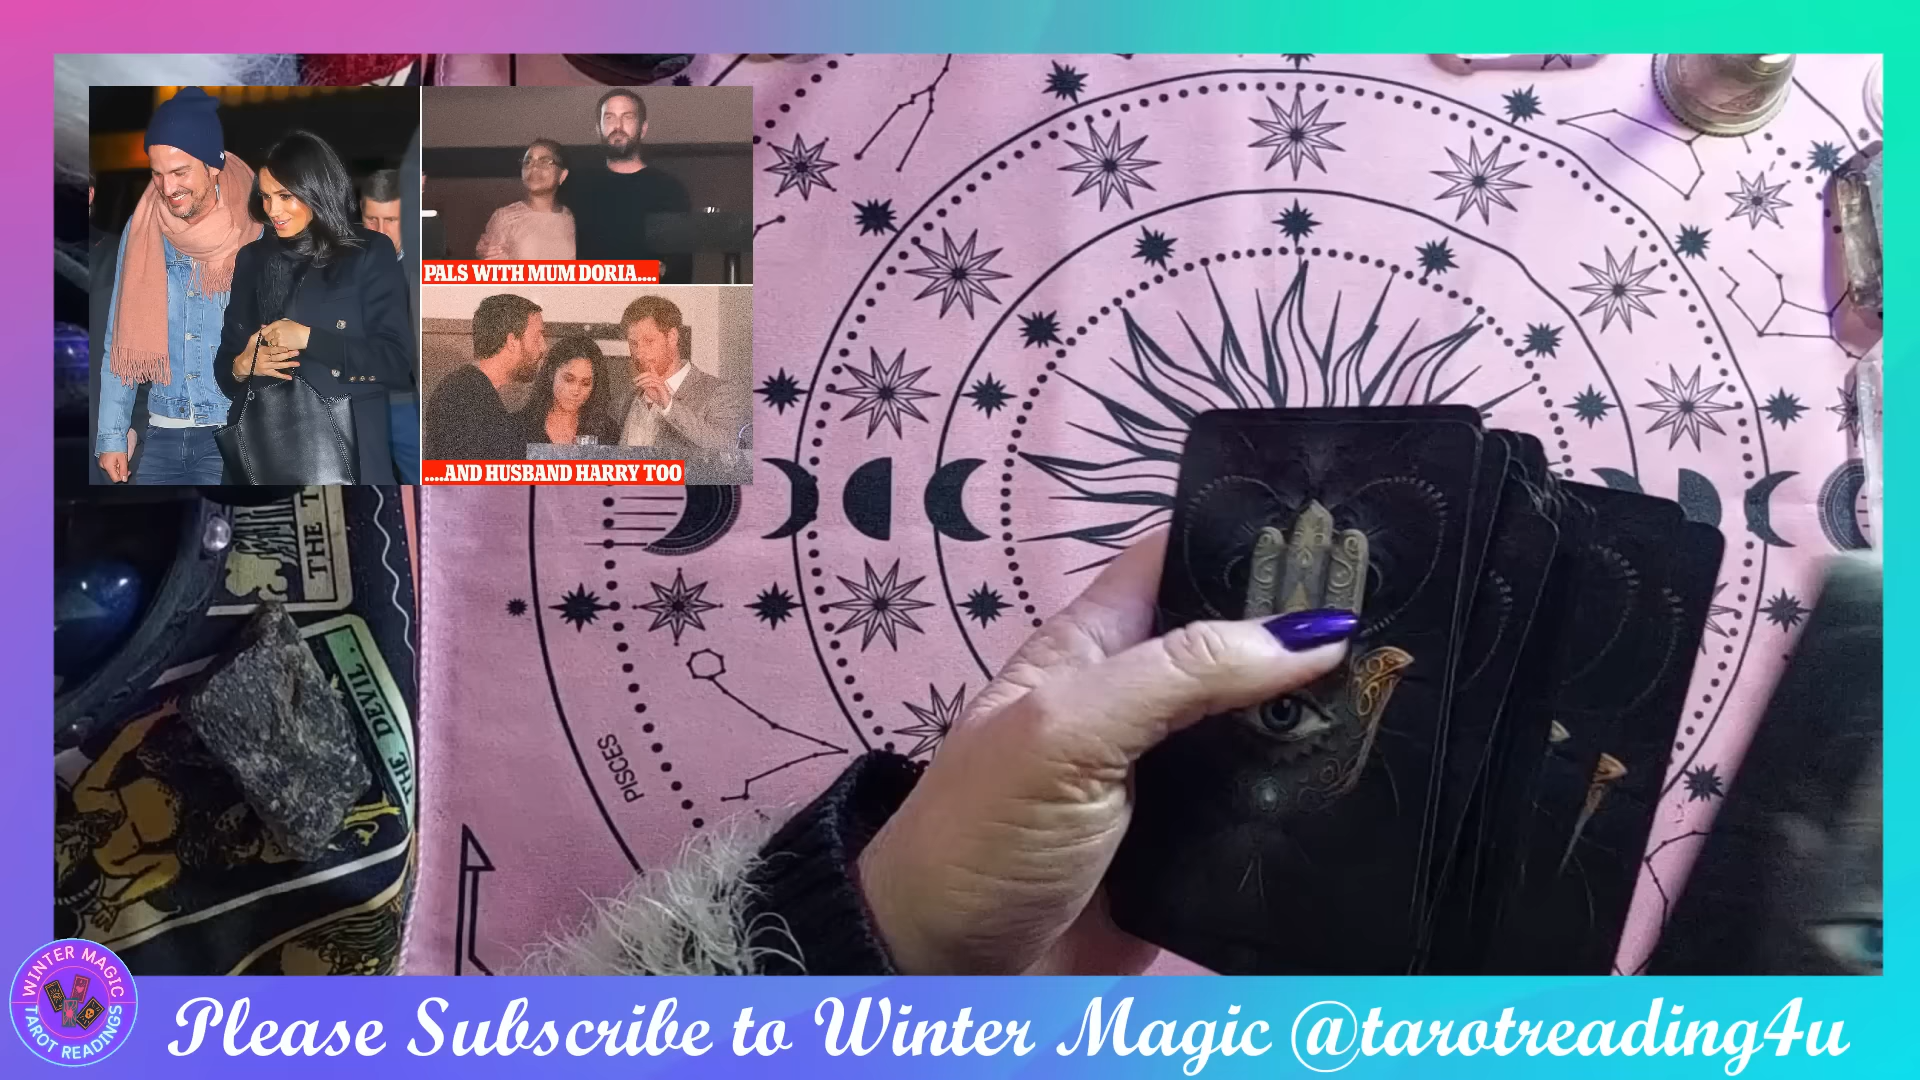 PALS WITH MUM DORIA....
....AND HUSBAND HARRY TOO
THE T
THE DEVIL.
PISCES
WINTER MAGIC
TAROT READINGS
Please Subscribe to Winter Magic @tarotreading4u